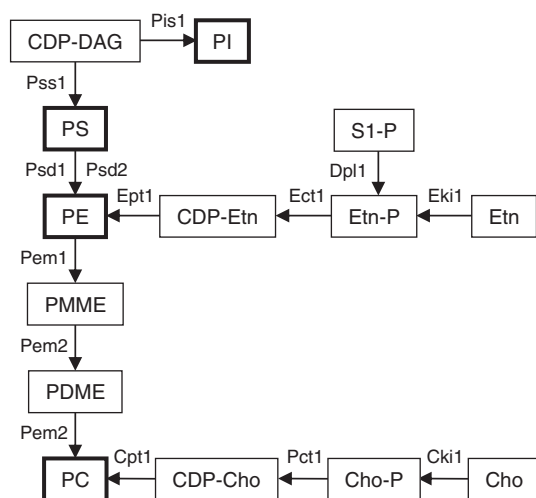 Pis1
CDP-DAG
PI
Pss1
PS
S1-P
Psd1
Psd2
Dpl1
Ept1
Ect1
Eki1
PE
CDP-Etn
Etn-P
Etn
Pem1
PMME
Pem2
PDME
Pem2
Cpt1
Pct1
Cki1
PC
CDP-Cho
Cho-P
Cho